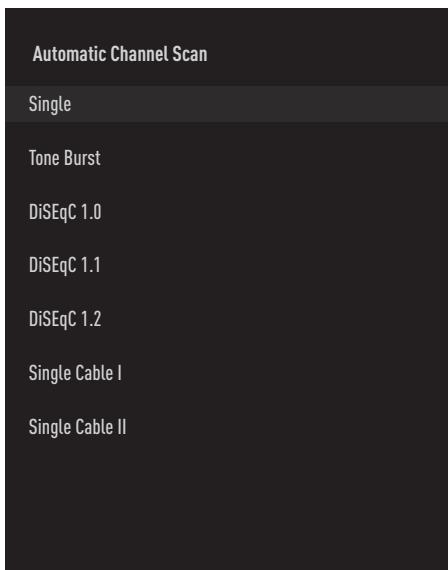 Automatic Channel Scan
Single
Tone Burst
DiSEqC 1.0
DiSEqC 1.1
DiSEqC 1.2
Single Cable I
Single Cable II